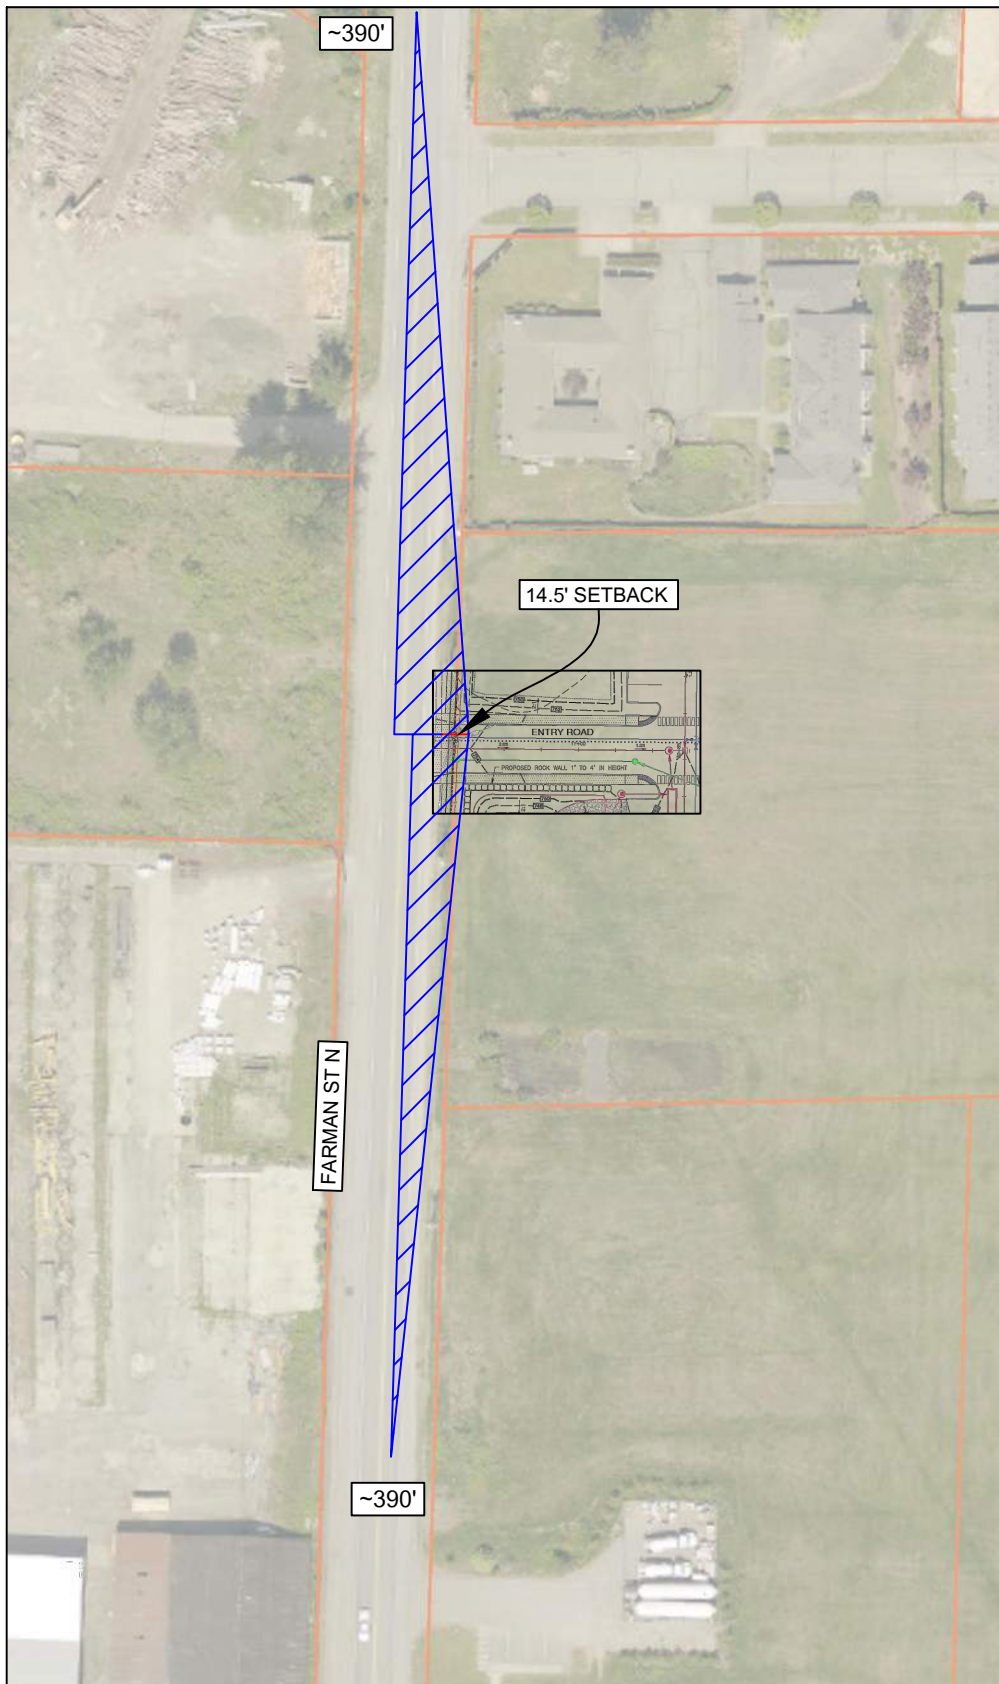 ~390'
14.5' SETBACK
ENTRY ROAD
PROPOSED ROCK WALL 1' TO 4' IN HEIGHT
FARMAN ST N
~390'